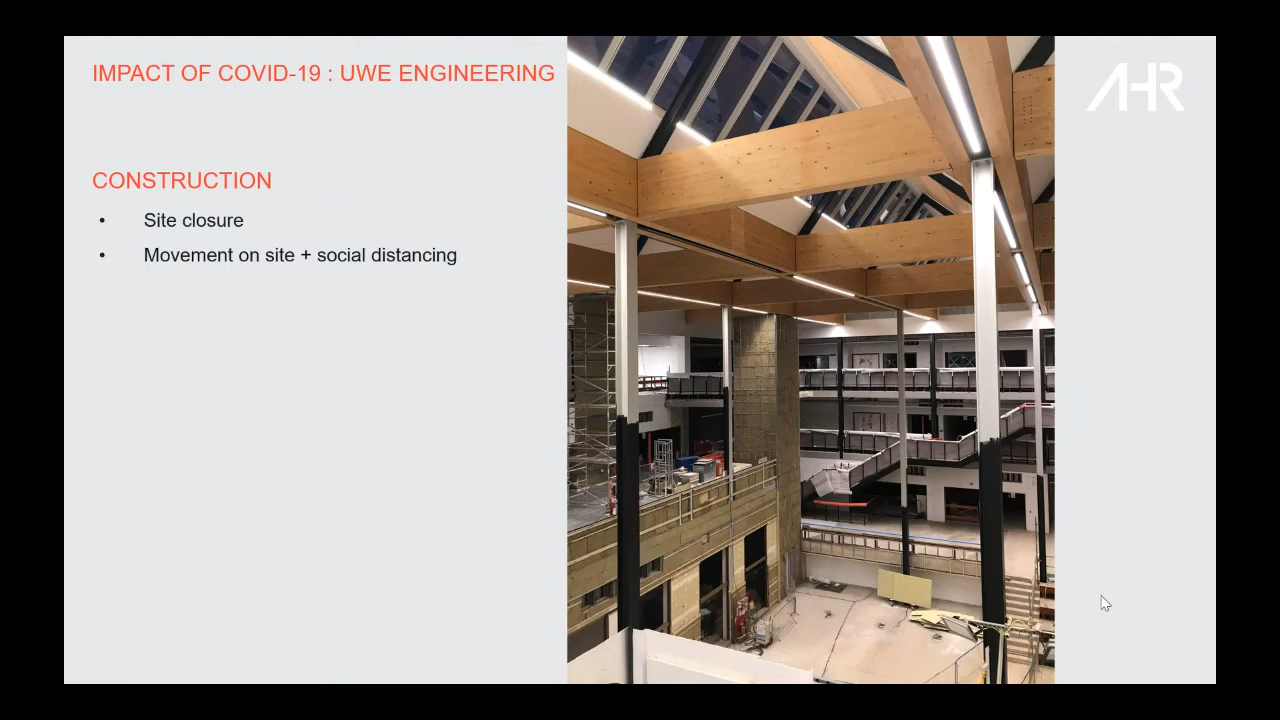 IMPACT OF COVID-19 : UWE ENGINEERING
AHR
CONSTRUCTION
• Site closure
• Movement on site + social distancing